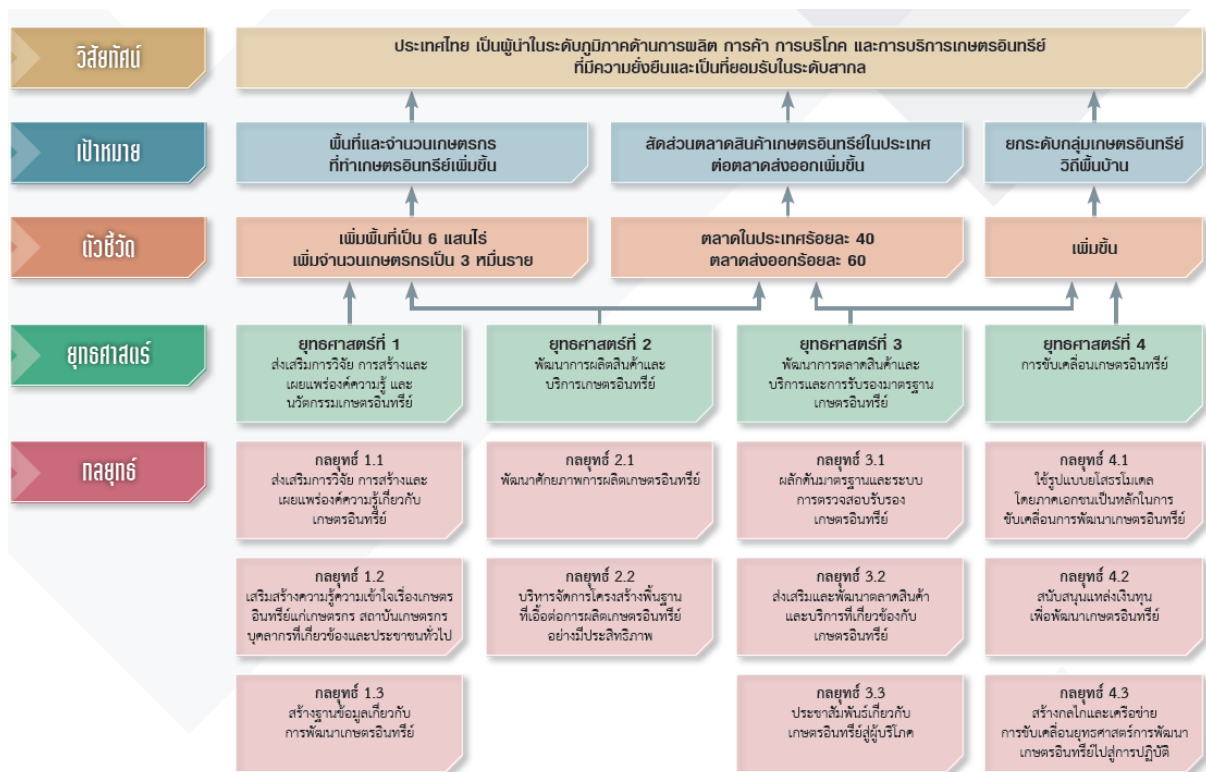 วิสัยทัศน์
ประเทศไทย เป็นผู้นำในระดับภูมิภาคด้านการผลิต การค้า การบริโภค และการบริการเกษตรอินทรีย์
ที่มีความยั่งยืนและเป็นที่ยอมรับในระดับสากล
เป้าหมาย
พื้นที่และจำนวนเกษตรกร
ที่ทำเกษตรอินทรีย์เพิ่มขึ้น
สัดส่วนตลาดสินค้าเกษตรอินทรีย์ในประเทศ
ต่อตลาดส่งออกเพิ่มขึ้น
ยกระดับกลุ่มเกษตรอินทรีย์
วิถีพื้นบ้าน
ตัวชี้วัด
เพิ่มพื้นที่เป็น 6 แสนไร่
เพิ่มจำนวนเกษตรกรเป็น 3 หมื่นราย
ตลาดในประเทศร้อยละ 40
ตลาดส่งออกร้อยละ 60
เพิ่มขึ้น
ยุทธศาสตร์
ยุทธศาสตร์ที่ 1
ส่งเสริมการวิจัย การสร้างและ
เผยแพร่องค์ความรู้ และ
นวัตกรรมเกษตรอินทรีย์
ยุทธศาสตร์ที่ 2
พัฒนาการผลิตสินค้าและ
บริการเกษตรอินทรีย์
ยุทธศาสตร์ที่ 3
พัฒนาการตลาดสินค้าและ
บริการและการรับรองมาตรฐาน
เกษตรอินทรีย์
ยุทธศาสตร์ที่ 4
การขับเคลื่อนเกษตรอินทรีย์
กลยุทธ์
กลยุทธ์ 1.1
ส่งเสริมการวิจัย การสร้างและ
เผยแพร่องค์ความรู้เกี่ยวกับ
เกษตรอินทรีย์
กลยุทธ์ 2.1
พัฒนาศักยภาพการผลิตเกษตรอินทรีย์
กลยุทธ์ 3.1
ผลักดันมาตรฐานและระบบ
การตรวจสอบรับรอง
เกษตรอินทรีย์
กลยุทธ์ 4.1
ใช้รูปแบบยโสธรโมเดล
โดยภาคเอกชนเป็นหลักในการ
ขับเคลื่อนการพัฒนาเกษตรอินทรีย์
กลยุทธ์ 1.2
เสริมสร้างความรู้ความเข้าใจเรื่องเกษตร
อินทรีย์แก่เกษตรกร สถาบันเกษตรกร
บุคลากรที่เกี่ยวข้องและประชาชนทั่วไป
กลยุทธ์ 2.2
บริหารจัดการโครงสร้างพื้นฐาน
ที่เอื้อต่อการผลิตเกษตรอินทรีย์
อย่างมีประสิทธิภาพ
กลยุทธ์ 3.2
ส่งเสริมและพัฒนาตลาดสินค้า
และบริการที่เกี่ยวข้องกับ
เกษตรอินทรีย์
กลยุทธ์ 4.2
สนับสนุนแหล่งเงินทุน
เพื่อพัฒนาเกษตรอินทรีย์
กลยุทธ์ 1.3
สร้างฐานข้อมูลเกี่ยวกับ
การพัฒนาเกษตรอินทรีย์
กลยุทธ์ 3.3
ประชาสัมพันธ์เกี่ยวกับ
เกษตรอินทรีย์สู่ผู้บริโภค
กลยุทธ์ 4.3
สร้างกลไกและเครือข่าย
การขับเคลื่อนยุทธศาสตร์การพัฒนา
เกษตรอินทรีย์ไปสู่การปฏิบัติ